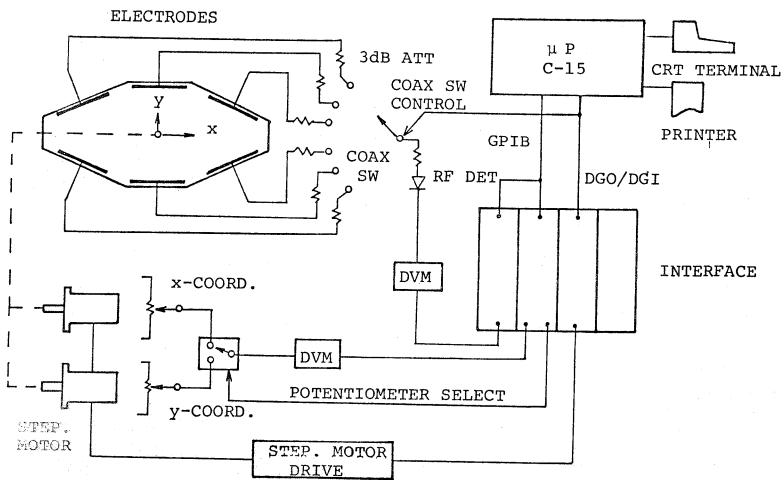 ELECTRODES
3dB ATT
μP
C-15
CRT TERMINAL
COAX SW
CONTROL
y
x
PRINTER
GPIB
COAX
SW
RF DET
DGO/DGI
DVM
INTERFACE
x-COORD.
DVM
POTENTIOMETER SELECT
y-COORD.
STEP.
MOTOR
STEP. MOTOR
DRIVE